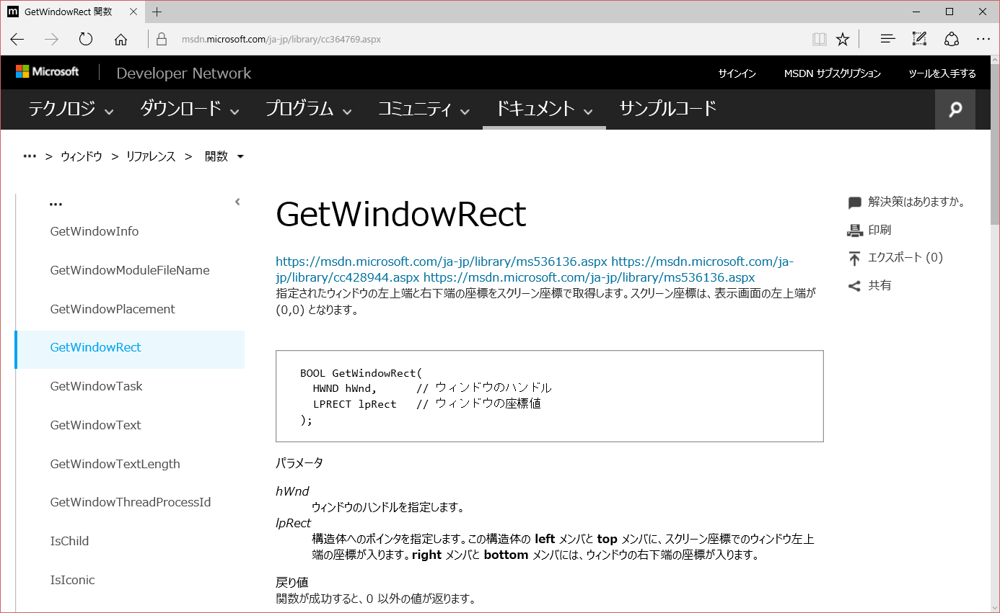 GetWindowRect 関数
msdn.microsoft.com/ja-jp/library/cc364769.aspx
Microsoft
Developer Network
サインイン
MSDN サブスクリプション
ツールを入手する
テクノロジ
ダウンロード
プログラム
コミュニティ
ドキュメント
サンプルコード
••• > ウィンドウ > リファレンス > 関数
...
GetWindowInfo
GetWindowModuleFileName
GetWindowPlacement
GetWindowRect
GetWindowTask
GetWindowText
GetWindowTextLength
GetWindowThreadProcessId
IsChild
IsIconic
GetWindowRect
https://msdn.microsoft.com/ja-jp/library/ms536136.aspx https://msdn.microsoft.com/ja-
jp/library/cc428944.aspx https://msdn.microsoft.com/ja-jp/library/ms536136.aspx
指定されたウィンドウの左上端と右下端の座標をスクリーン座標で取得します。スクリーン座標は、表示画面の左上端が
(0,0) となります。
BOOL GetWindowRect(
HWND hWnd, // ウィンドウのハンドル
LPRECT lpRect // ウィンドウの座標値
);
パラメータ
hWnd
ウィンドウのハンドルを指定します。
lpRect
構造体へのポインタを指定します。この構造体の left メンバと top メンバに、スクリーン座標でのウィンドウ左上
端の座標が入ります。right メンバと bottom メンバには、ウィンドウの右下端の座標が入ります。
戻り値
関数が成功すると、0 以外の値が返ります。
解決策はありますか。
印刷
エクスポート (0)
共有